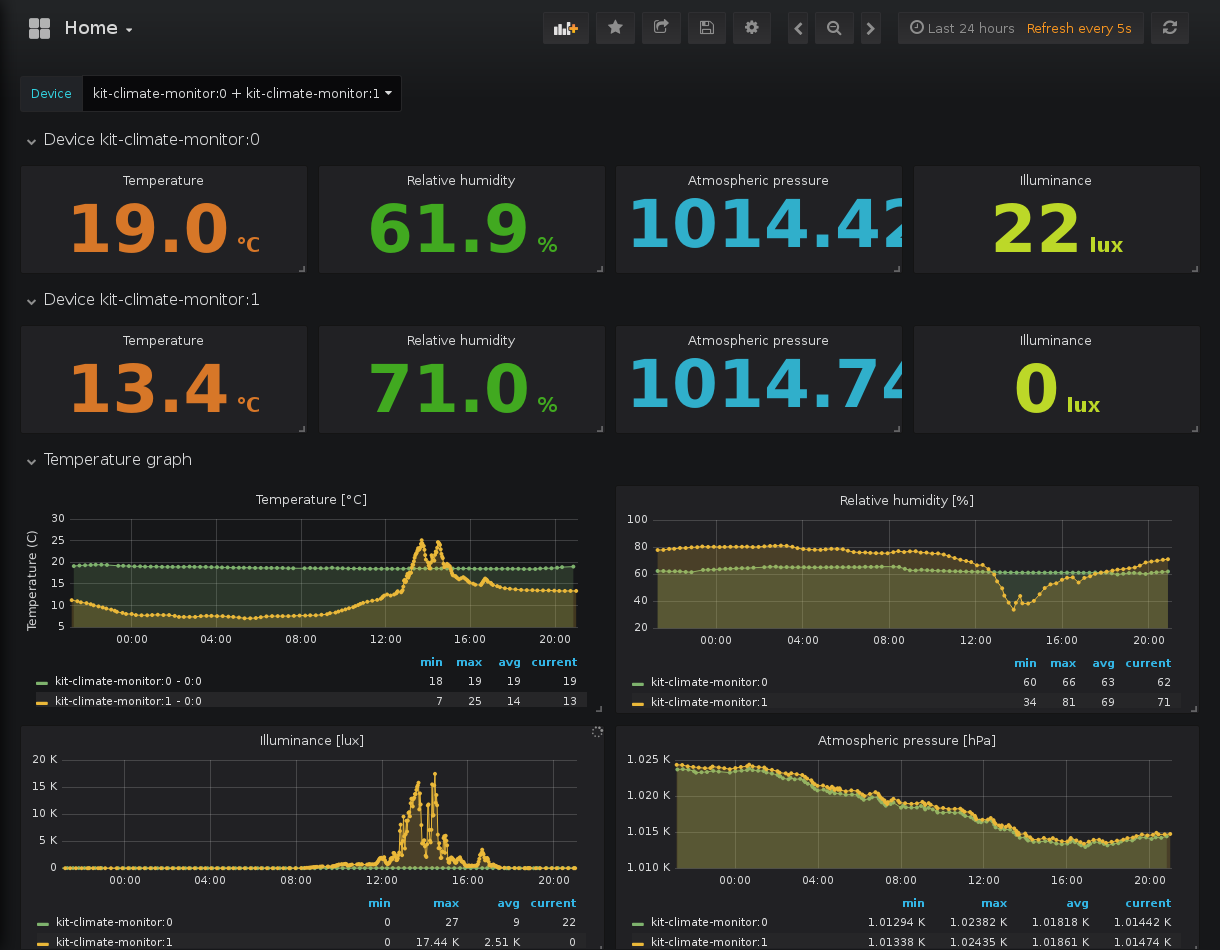 Home
Last 24 hours Refresh every 5s
Device kit-climate-monitor:0 + kit-climate-monitor:1
Device kit-climate-monitor:0
Temperature Relative humidity Atmospheric pressure Illuminance
19.0 °C 61.9 % 1014.42 22 lux
Device kit-climate-monitor:1
Temperature Relative humidity Atmospheric pressure Illuminance
13.4 °C 71.0 % 1014.74 0 lux
Temperature graph
Temperature [°C]
Temperature (C)
30
25
20
15
10
5
00:00 04:00 08:00 12:00 16:00 20:00
min max avg current
kit-climate-monitor:0 - 0:0 18 19 19 19
kit-climate-monitor:1 - 0:0 7 25 14 13
Relative humidity [%]
100
80
60
40
20
00:00 04:00 08:00 12:00 16:00 20:00
min max avg current
kit-climate-monitor:0 60 66 63 62
kit-climate-monitor:1 34 81 69 71
Illuminance [lux]
20 K
15 K
10 K
5 K
0
00:00 04:00 08:00 12:00 16:00 20:00
min max avg current
kit-climate-monitor:0 0 27 9 22
kit-climate-monitor:1 0 17.44 K 2.51 K 0
Atmospheric pressure [hPa]
1.025 K
1.020 K
1.015 K
1.010 K
00:00 04:00 08:00 12:00 16:00 20:00
min max avg current
kit-climate-monitor:0 1.01294 K 1.02382 K 1.01818 K 1.01442 K
kit-climate-monitor:1 1.01338 K 1.02435 K 1.01861 K 1.01474 K